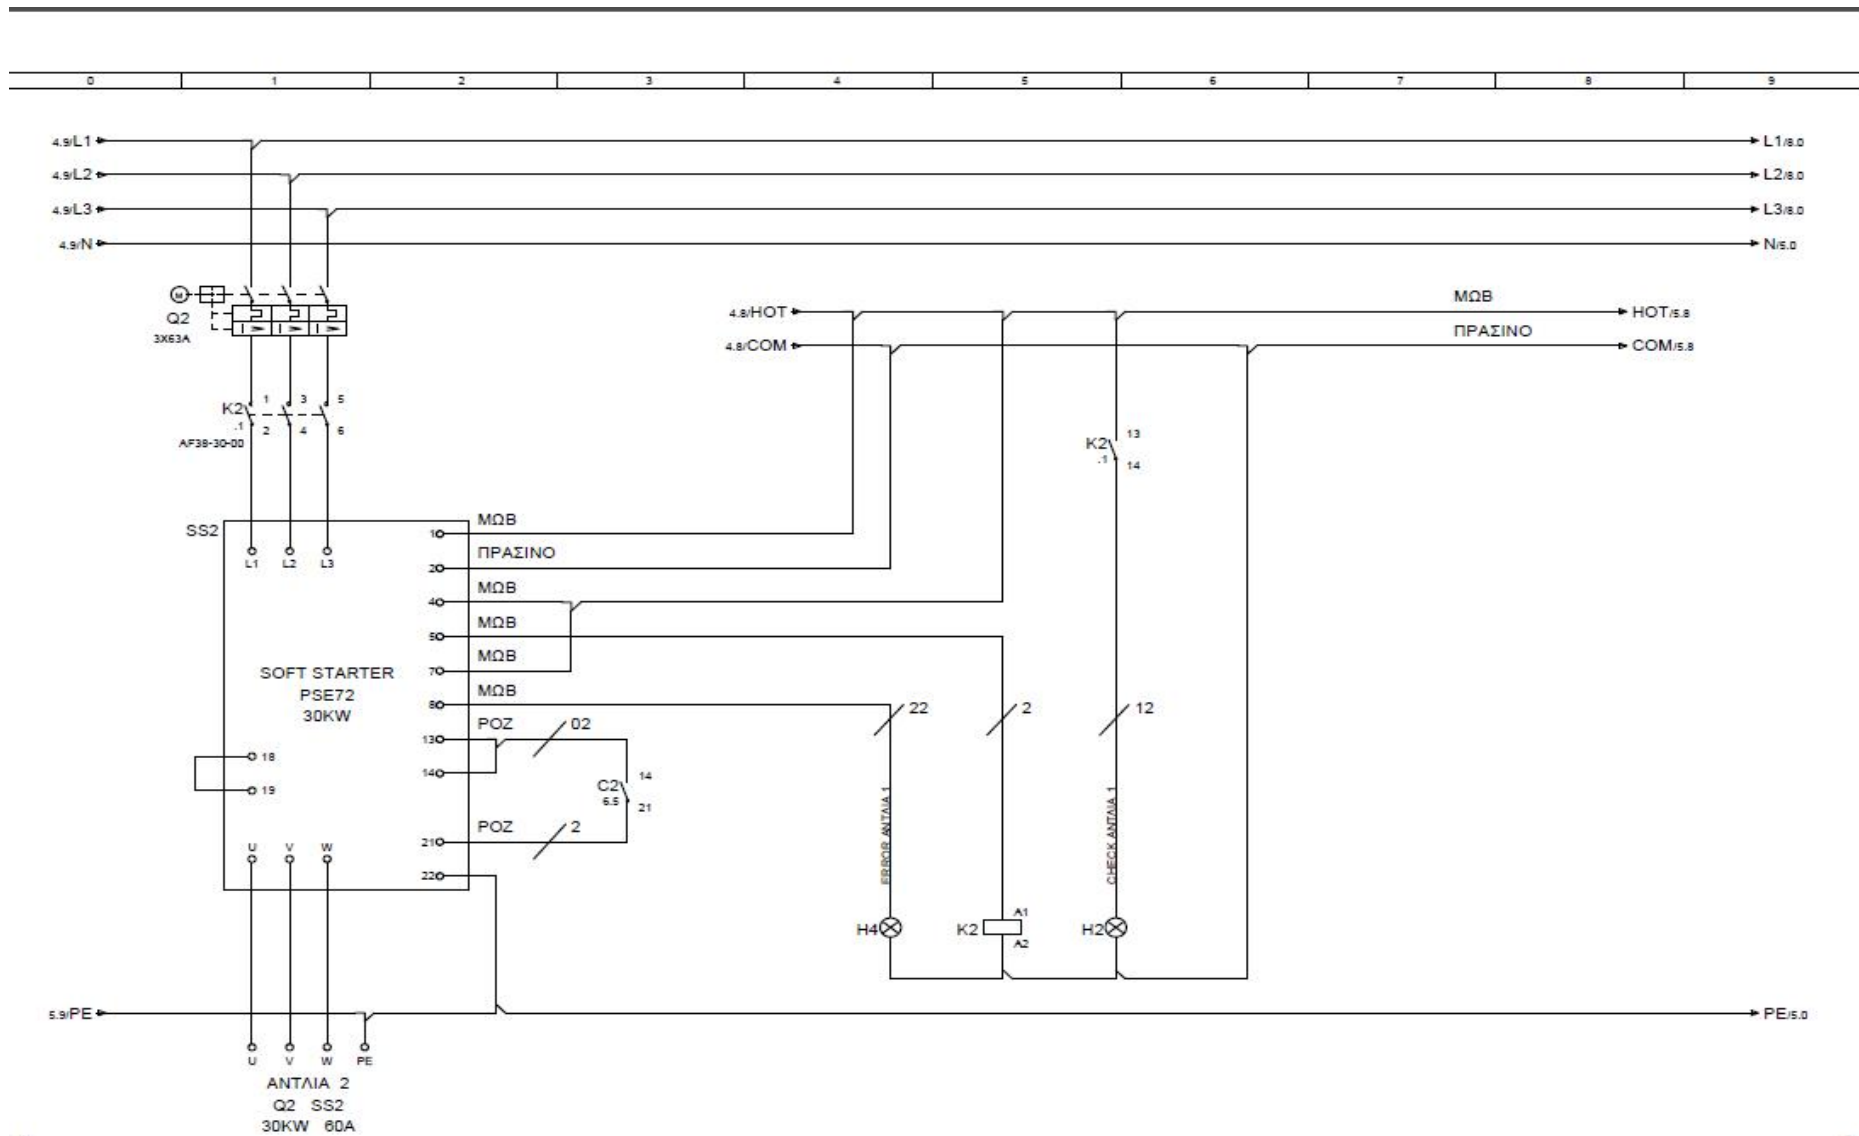 0 1 2 3 4 5 6 7 8 9
4.9/L1 L1/6.0
4.9/L2 L2/6.0
4.9/L3 L3/6.0
4.9/N N/5.0
M
Q2
3X63A
4.8/HOT ΜΩΒ HOT/5.8
4.8/COM ΠΡΑΣΙΝΟ COM/5.8
K2 1 3 5
.1 2 4 6
AF38-30-00
K2 13
.1 14
SS2
L1 L2 L3
1 ΜΩΒ
2 ΠΡΑΣΙΝΟ
4 ΜΩΒ
5 ΜΩΒ
7 ΜΩΒ
8 ΜΩΒ
SOFT STARTER
PSE72
30KW
22 2 12
13 ΡΟΖ 02
14
18
19
C2 14
6.5 21
21 ΡΟΖ 2
22
U V W
ERROR ΑΝΤΛΙΑ 1
CHECK ΑΝΤΛΙΑ 1
H4 K2 A1 H2
A2
5.9/PE PE/5.0
U V W PE
ΑΝΤΛΙΑ 2
Q2 SS2
30KW 60A